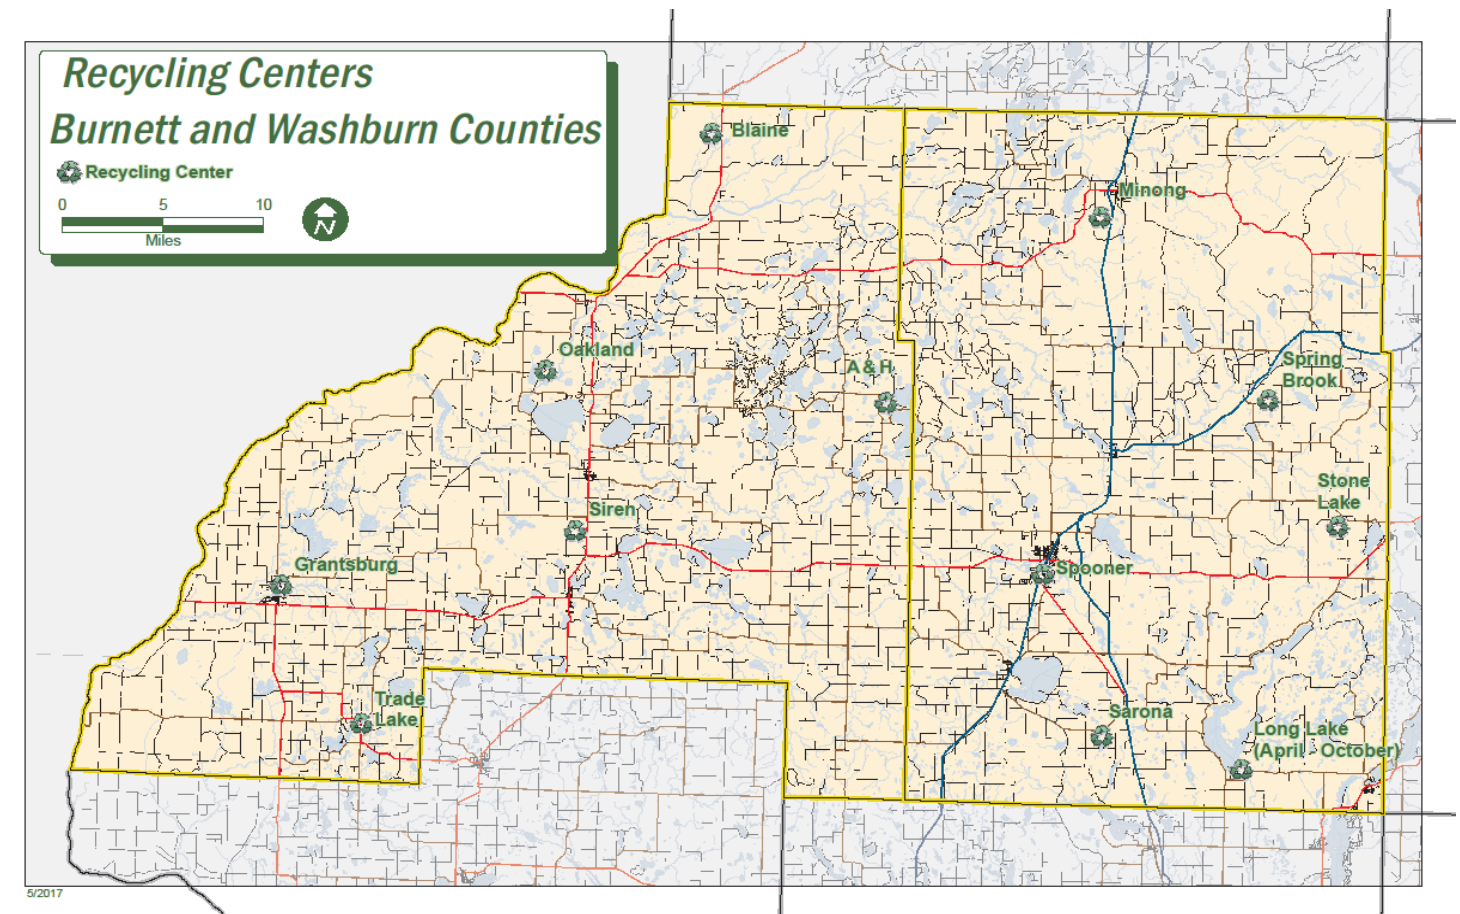 Recycling Centers
Burnett and Washburn Counties
Recycling Center
0 5 10
Miles
N
Blaine
Minong
Oakland
A & H
Spring
Brook
Stone
Lake
Siren
Grantsburg
Spooner
Trade
Lake
Sarona
Long Lake
(April - October)
5/2017